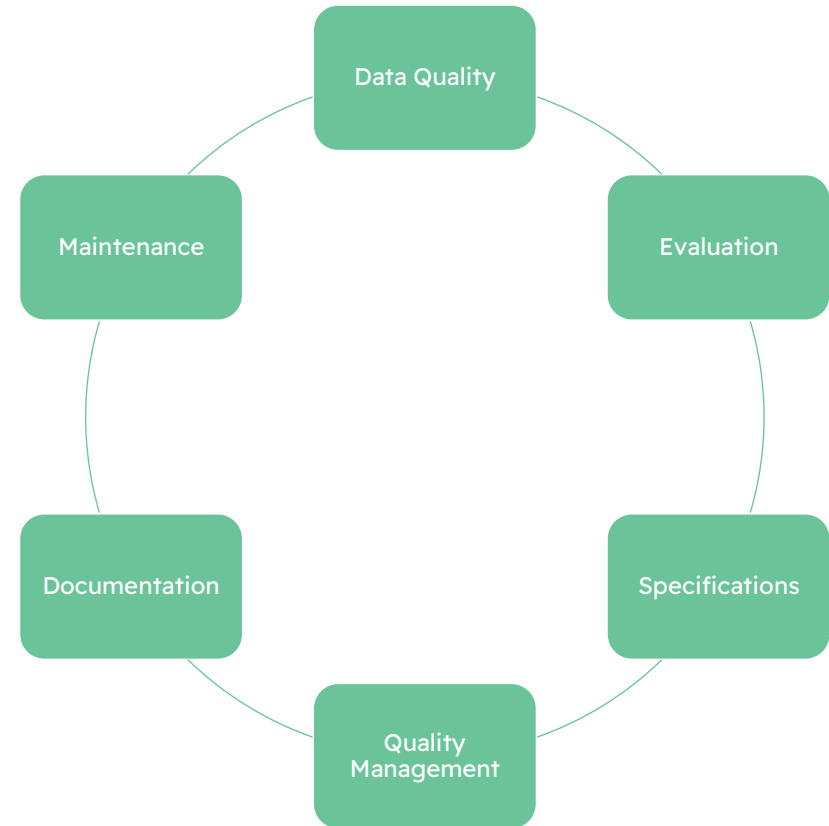 Data Quality
Evaluation
Specifications
Quality
Management
Documentation
Maintenance